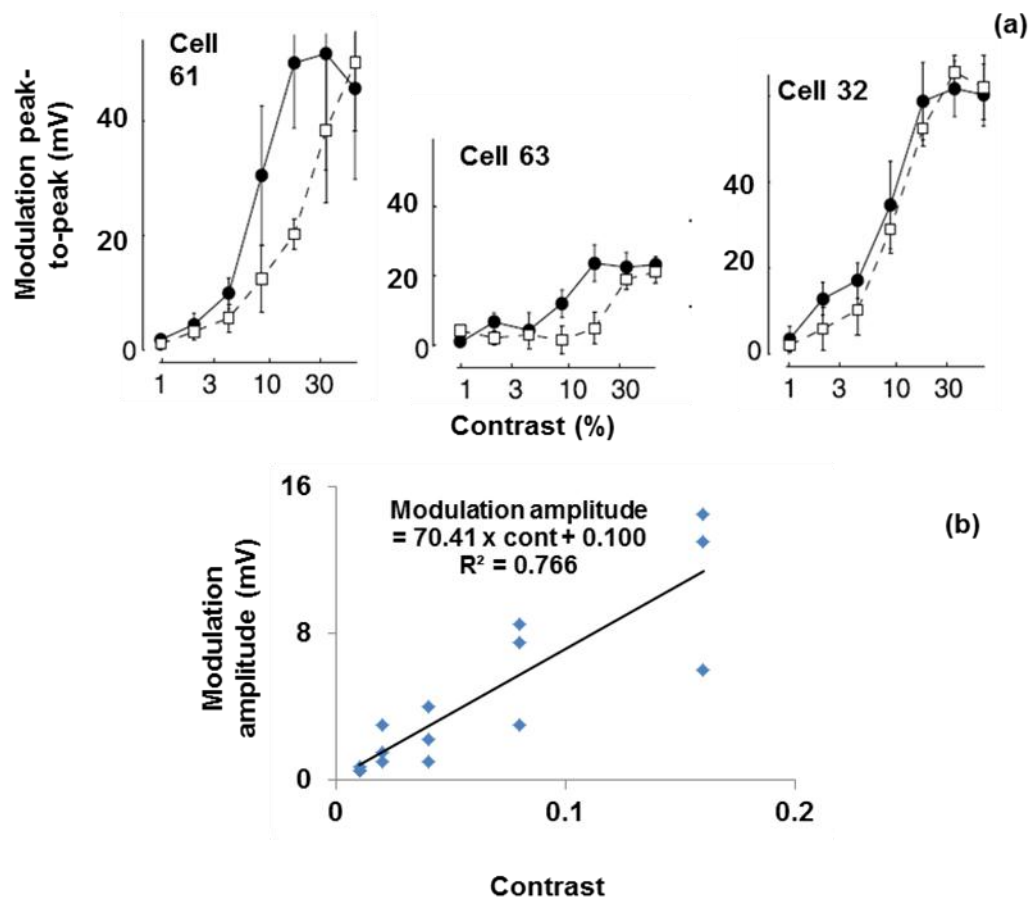 (a)
Cell
61
Cell 63
Cell 32
Modulation peak-
to-peak (mV)
40
20
0
40
20
0
40
20
0
1 3 10 30
1 3 10 30
1 3 10 30
Contrast (%)
(b)
Modulation amplitude
= 70.41 x cont + 0.100
R² = 0.766
Modulation
amplitude (mV)
16
8
0
0 0.1 0.2
Contrast